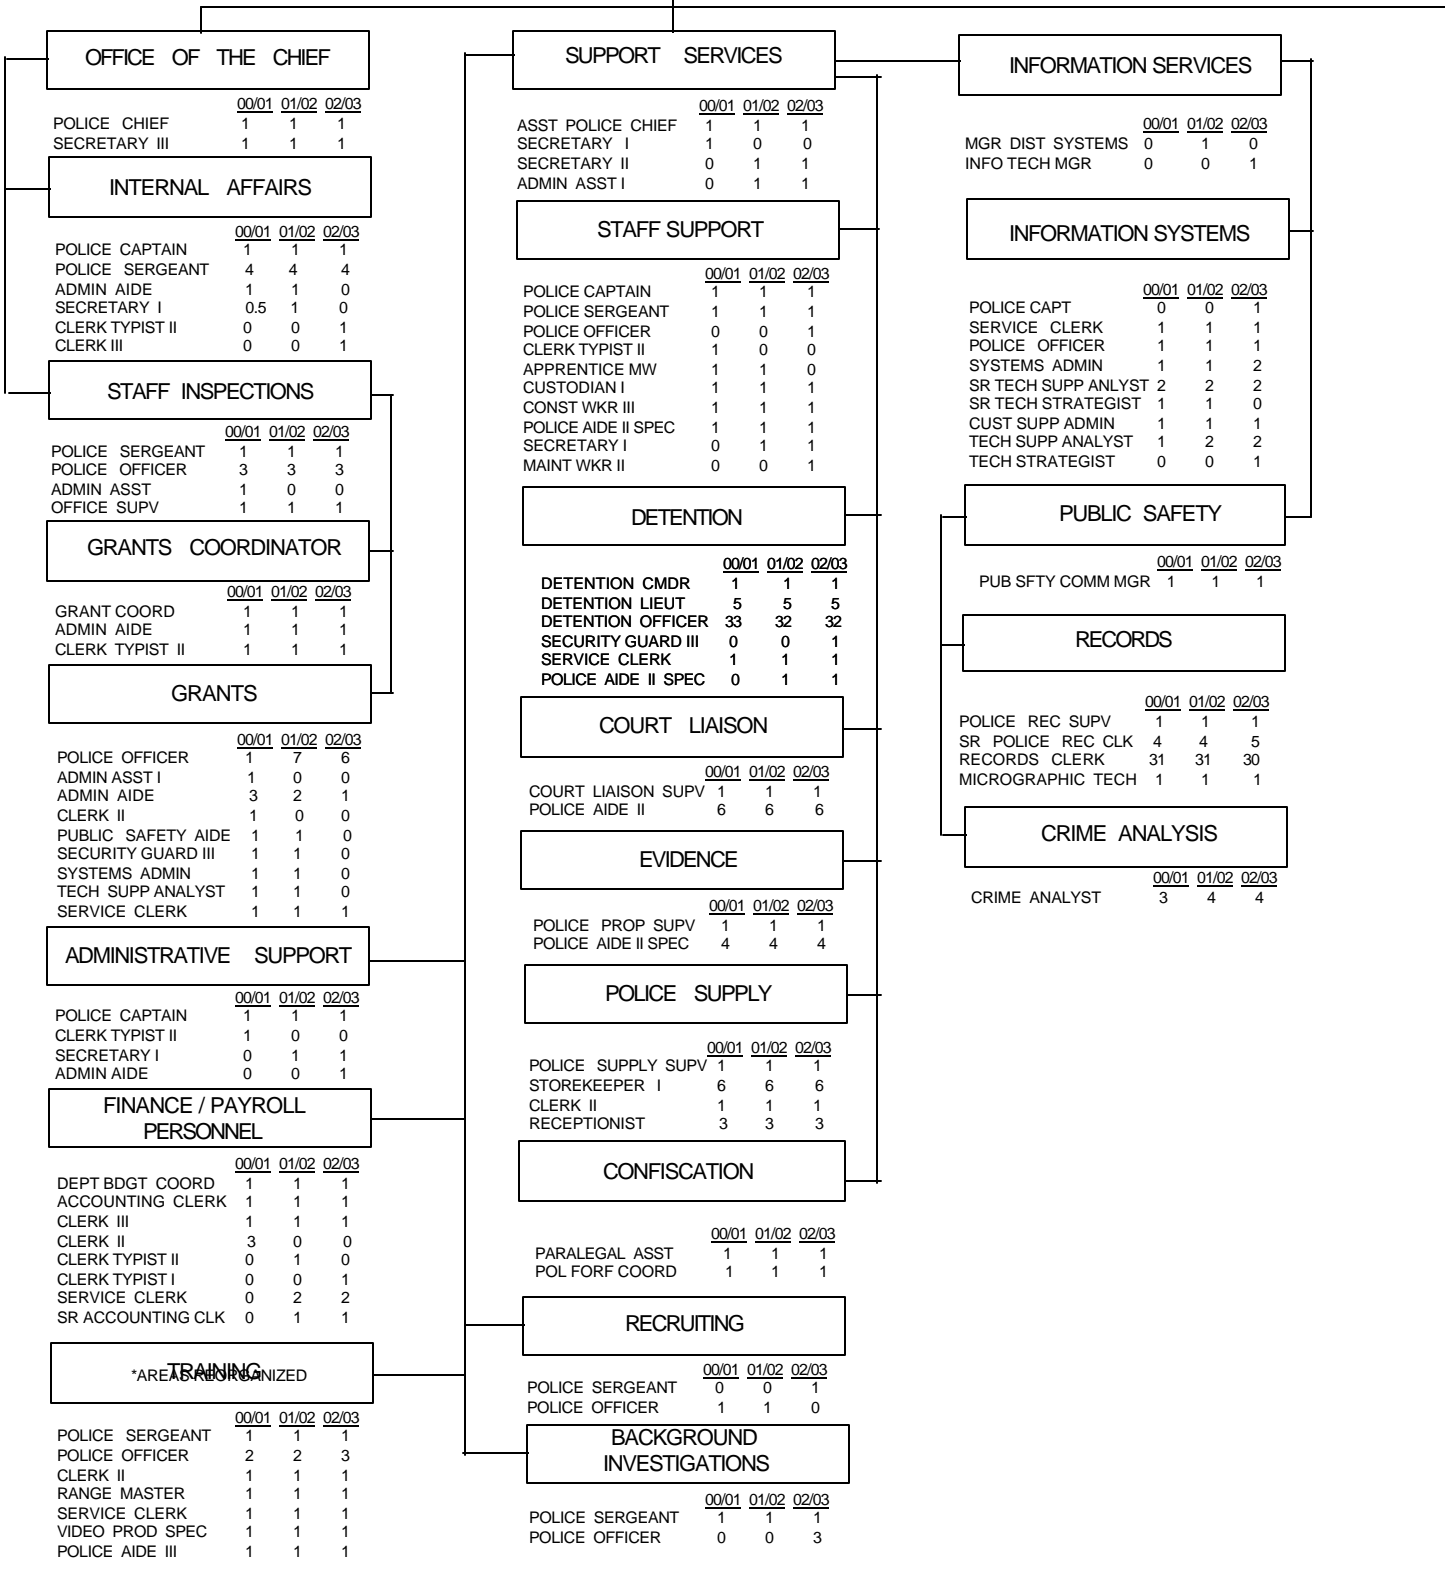 OFFICE OF THE CHIEF
00/01 01/02 02/03
POLICE CHIEF 1 1 1
SECRETARY III 1 1 1
INTERNAL AFFAIRS
00/01 01/02 02/03
POLICE CAPTAIN 1 1 1
POLICE SERGEANT 4 4 4
ADMIN AIDE 1 1 0
SECRETARY I 0.5 1 0
CLERK TYPIST II 0 0 1
CLERK III 0 0 1
STAFF INSPECTIONS
00/01 01/02 02/03
POLICE SERGEANT 1 1 1
POLICE OFFICER 3 3 3
ADMIN ASST 1 0 0
OFFICE SUPV 1 1 1
GRANTS COORDINATOR
00/01 01/02 02/03
GRANT COORD 1 1 1
ADMIN AIDE 1 1 1
CLERK TYPIST II 1 1 1
GRANTS
00/01 01/02 02/03
POLICE OFFICER 1 7 6
ADMIN ASST I 1 0 0
ADMIN AIDE 3 2 1
CLERK II 1 0 0
PUBLIC SAFETY AIDE 1 1 0
SECURITY GUARD III 1 1 0
SYSTEMS ADMIN 1 1 0
TECH SUPP ANALYST 1 1 0
SERVICE CLERK 1 1 1
ADMINISTRATIVE SUPPORT
00/01 01/02 02/03
POLICE CAPTAIN 1 1 1
CLERK TYPIST II 1 0 0
SECRETARY I 0 1 1
ADMIN AIDE 0 0 1
FINANCE / PAYROLL
PERSONNEL
00/01 01/02 02/03
DEPT BDGT COORD 1 1 1
ACCOUNTING CLERK 1 1 1
CLERK III 1 1 1
CLERK II 3 0 0
CLERK TYPIST II 0 1 0
CLERK TYPIST I 0 0 1
SERVICE CLERK 0 2 2
SR ACCOUNTING CLK 0 1 1
TRAINING
*AREAS REORGANIZED
00/01 01/02 02/03
POLICE SERGEANT 1 1 1
POLICE OFFICER 2 2 3
CLERK II 1 1 1
RANGE MASTER 1 1 1
SERVICE CLERK 1 1 1
VIDEO PROD SPEC 1 1 1
POLICE AIDE III 1 1 1
SUPPORT SERVICES
00/01 01/02 02/03
ASST POLICE CHIEF 1 1 1
SECRETARY I 1 0 0
SECRETARY II 0 1 1
ADMIN ASST I 0 1 1
STAFF SUPPORT
00/01 01/02 02/03
POLICE CAPTAIN 1 1 1
POLICE SERGEANT 1 1 1
POLICE OFFICER 0 0 1
CLERK TYPIST II 1 0 0
APPRENTICE MW 1 1 0
CUSTODIAN I 1 1 1
CONST WKR III 1 1 1
POLICE AIDE II SPEC 1 1 1
SECRETARY I 0 1 1
MAINT WKR II 0 0 1
DETENTION
00/01 01/02 02/03
DETENTION CMDR 1 1 1
DETENTION LIEUT 5 5 5
DETENTION OFFICER 33 32 32
SECURITY GUARD III 0 0 1
SERVICE CLERK 1 1 1
POLICE AIDE II SPEC 0 1 1
COURT LIAISON
00/01 01/02 02/03
COURT LIAISON SUPV 1 1 1
POLICE AIDE II 6 6 6
EVIDENCE
00/01 01/02 02/03
POLICE PROP SUPV 1 1 1
POLICE AIDE II SPEC 4 4 4
POLICE SUPPLY
00/01 01/02 02/03
POLICE SUPPLY SUPV 1 1 1
STOREKEEPER I 6 6 6
CLERK II 1 1 1
RECEPTIONIST 3 3 3
CONFISCATION
00/01 01/02 02/03
PARALEGAL ASST 1 1 1
POL FORF COORD 1 1 1
RECRUITING
00/01 01/02 02/03
POLICE SERGEANT 0 0 1
POLICE OFFICER 1 1 0
BACKGROUND
INVESTIGATIONS
00/01 01/02 02/03
POLICE SERGEANT 1 1 1
POLICE OFFICER 0 0 3
INFORMATION SERVICES
00/01 01/02 02/03
MGR DIST SYSTEMS 0 1 0
INFO TECH MGR 0 0 1
INFORMATION SYSTEMS
00/01 01/02 02/03
POLICE CAPT 0 0 1
SERVICE CLERK 1 1 1
POLICE OFFICER 1 1 1
SYSTEMS ADMIN 1 1 2
SR TECH SUPP ANLYST 2 2 2
SR TECH STRATEGIST 1 1 0
CUST SUPP ADMIN 1 1 1
TECH SUPP ANALYST 1 2 2
TECH STRATEGIST 0 0 1
PUBLIC SAFETY
00/01 01/02 02/03
PUB SFTY COMM MGR 1 1 1
RECORDS
00/01 01/02 02/03
POLICE REC SUPV 1 1 1
SR POLICE REC CLK 4 4 5
RECORDS CLERK 31 31 30
MICROGRAPHIC TECH 1 1 1
CRIME ANALYSIS
00/01 01/02 02/03
CRIME ANALYST 3 4 4